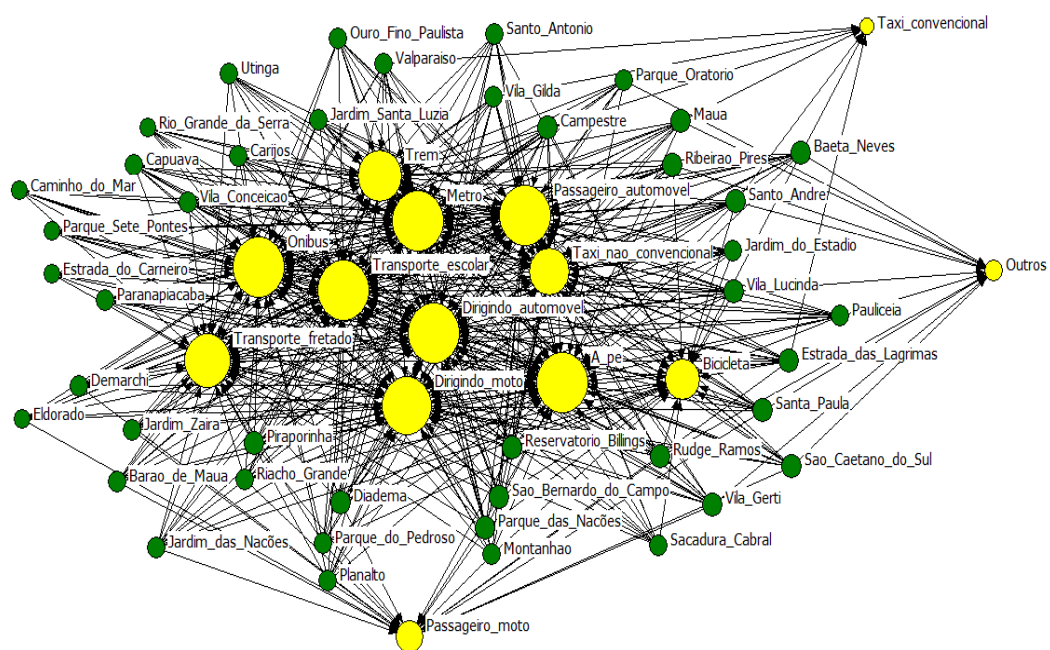 Taxi_convencional
Santo_Antonio
Ouro_Fino_Paulista
Valparaiso
Utinga
Parque_Oratorio
Vila_Gilda
Jardim_Santa_Luzia
Maua
Campestre
Rio_Grande_da_Serra
Baeta_Neves
Carijos
Trem
Capuava
Ribeirao_Pires
Caminho_do_Mar
Vila_Conceicao
Metro
Passageiro_automovel
Santo_Andre
Parque_Sete_Pontes
Onibus
Taxi_nao_convencional
Jardim_do_Estadio
Outros
Estrada_do_Carneiro
Transporte_escolar
Vila_Lucinda
Paranapiacaba
Dirigindo_automovel
Pauliceia
Transporte_fretado
A_pe
Bicicleta
Estrada_das_Lagrimas
Demarchi
Dirigindo_moto
Santa_Paula
Eldorado
Jardim_Zaira
Piraporinha
Reservatorio_Billings
Rudge_Ramos
Sao_Caetano_do_Sul
Barao_de_Maua
Riacho_Grande
Diadema
Sao_Bernardo_do_Campo
Vila_Gerti
Parque_das_Nacões
Jardim_das_Nacões
Parque_do_Pedroso
Montanhao
Sacadura_Cabral
Planalto
Passageiro_moto